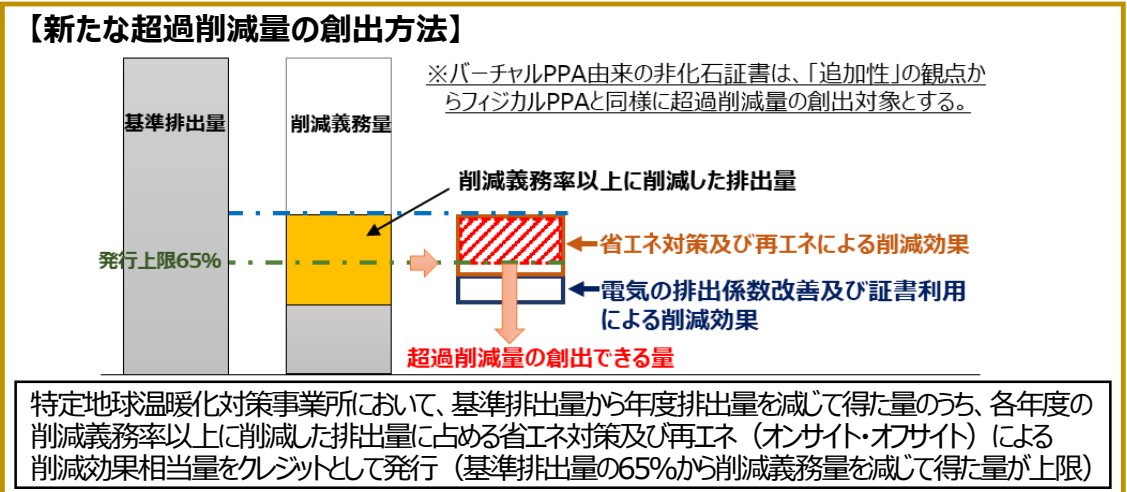 【新たな超過削減量の創出方法】
※バーチャルPPA由来の非化石証書は、「追加性」の観点か
らフィジカルPPAと同様に超過削減量の創出対象とする。
基準排出量
削減義務量
削減義務率以上に削減した排出量
省エネ対策及び再エネによる削減効果
発行上限65%
電気の排出係数改善及び証書利用
による削減効果
超過削減量の創出できる量
特定地球温暖化対策事業所において、基準排出量から年度排出量を減じて得た量のうち、各年度の
削減義務率以上に削減した排出量に占める省エネ対策及び再エネ（オンサイト・オフサイト）による
削減効果相当量をクレジットとして発行（基準排出量の65%から削減義務量を減じて得た量が上限）